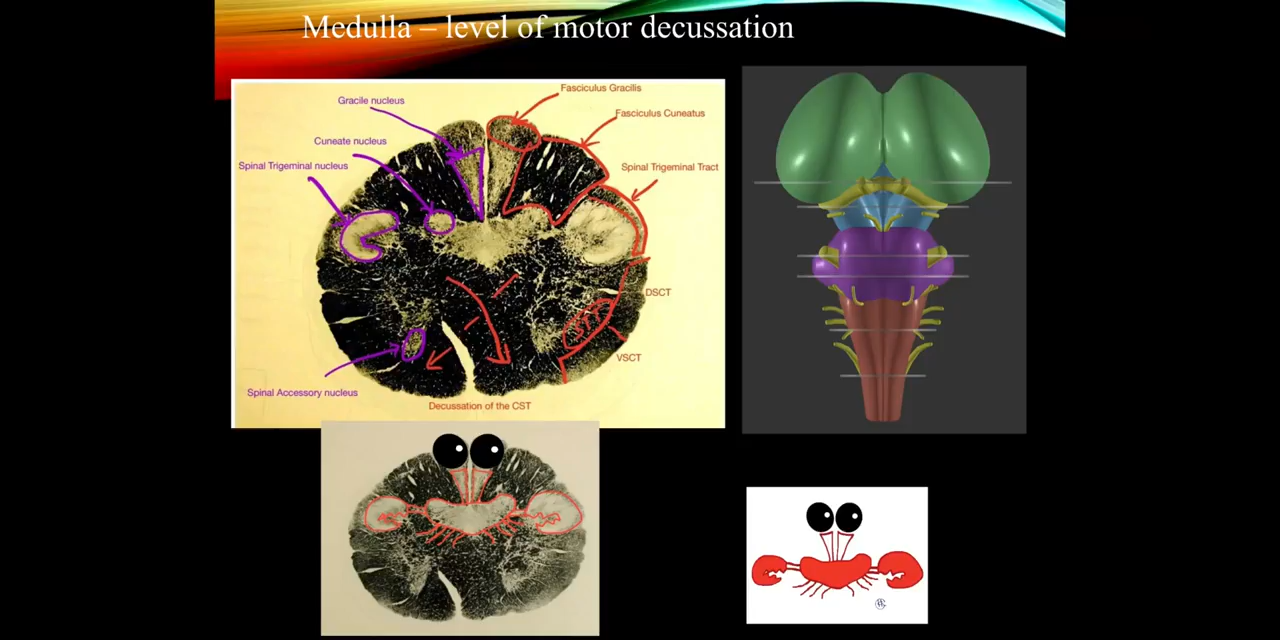 Medulla – level of motor decussation
Fasciculus Gracilis
Gracile nucleus
Fasciculus Cuneatus
Cuneate nucleus
Spinal Trigeminal nucleus
Spinal Trigeminal Tract
DSCT
STT
VSCT
Spinal Accessory nucleus
Decussation of the CST